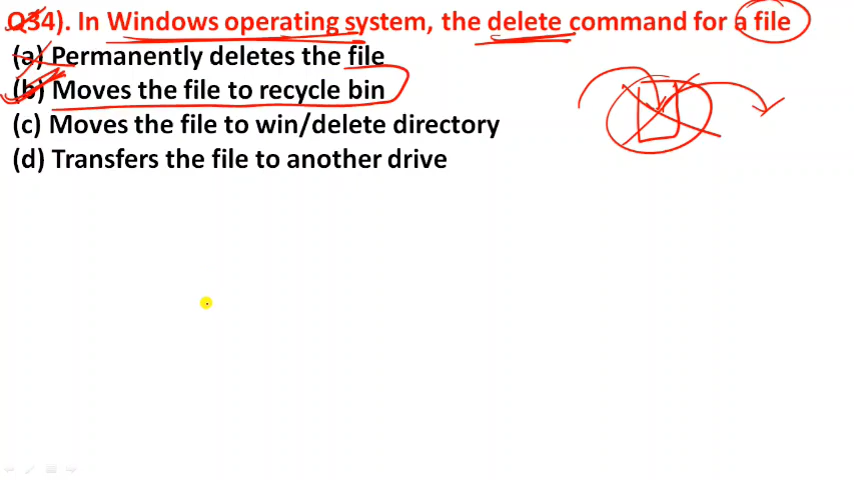 Q34). In Windows operating system, the delete command for a file
(a) Permanently deletes the file
(b) Moves the file to recycle bin
(c) Moves the file to win/delete directory
(d) Transfers the file to another drive